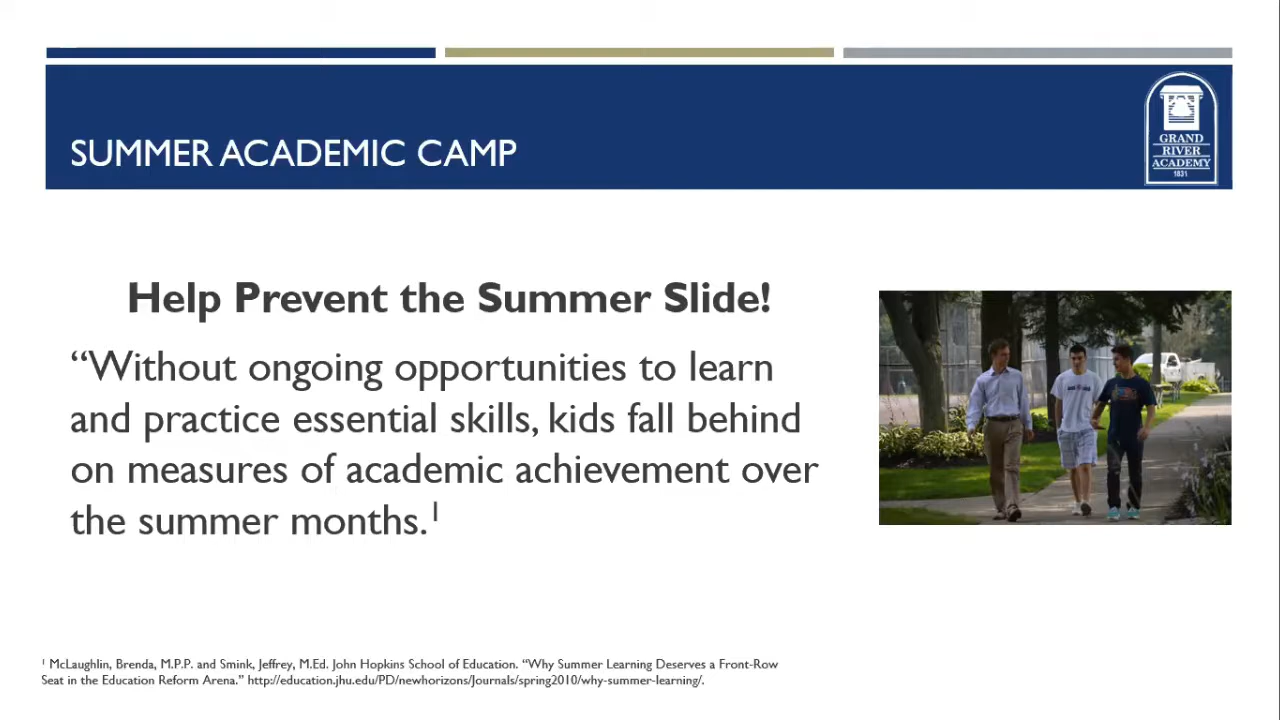 SUMMER ACADEMIC CAMP
GRAND
RIVER
ACADEMY
1831
Help Prevent the Summer Slide!
“Without ongoing opportunities to learn
and practice essential skills, kids fall behind
on measures of academic achievement over
the summer months.¹
¹ McLaughlin, Brenda, M.P.P. and Smink, Jeffrey, M.Ed. John Hopkins School of Education. “Why Summer Learning Deserves a Front-Row
Seat in the Education Reform Arena.” http://education.jhu.edu/PD/newhorizons/Journals/spring2010/why-summer-learning/.